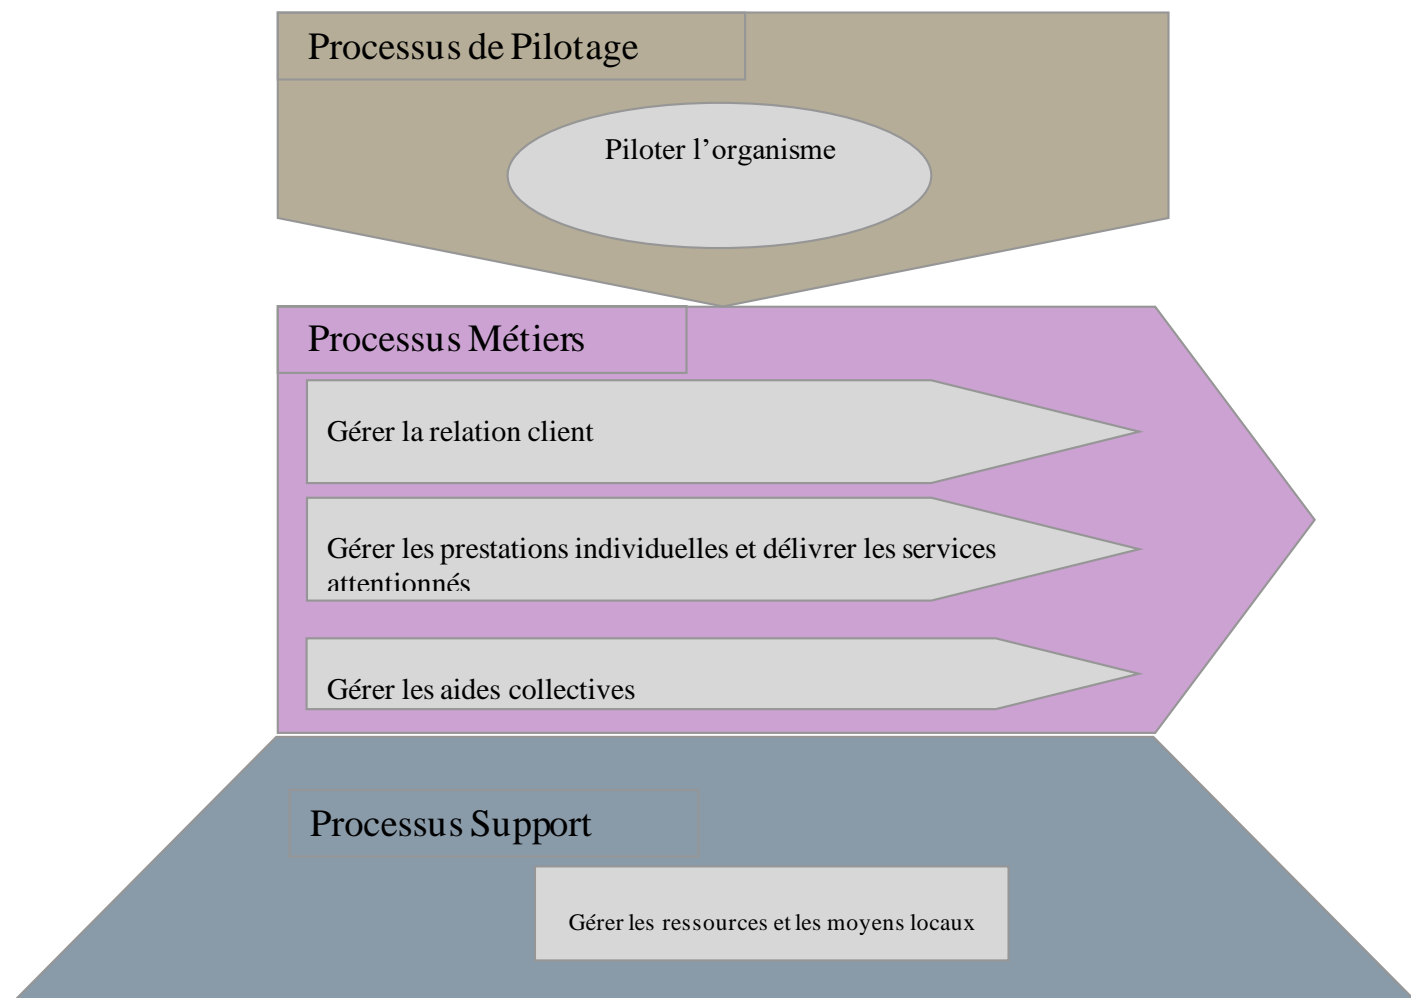 Processus de Pilotage
Piloter l’organisme
Processus Métiers
Gérer la relation client
Gérer les prestations individuelles et délivrer les services
attentionnés
Processus Support
Gérer les ressources et les moyens locaux
Gérer les aides collectives